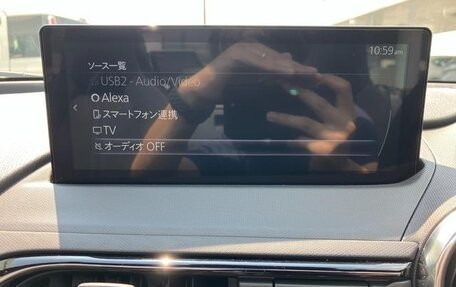 10:59am
ソース一覧
USB2 - Audio/Video
Alexa
スマートフォン連携
TV
オーディオ OFF